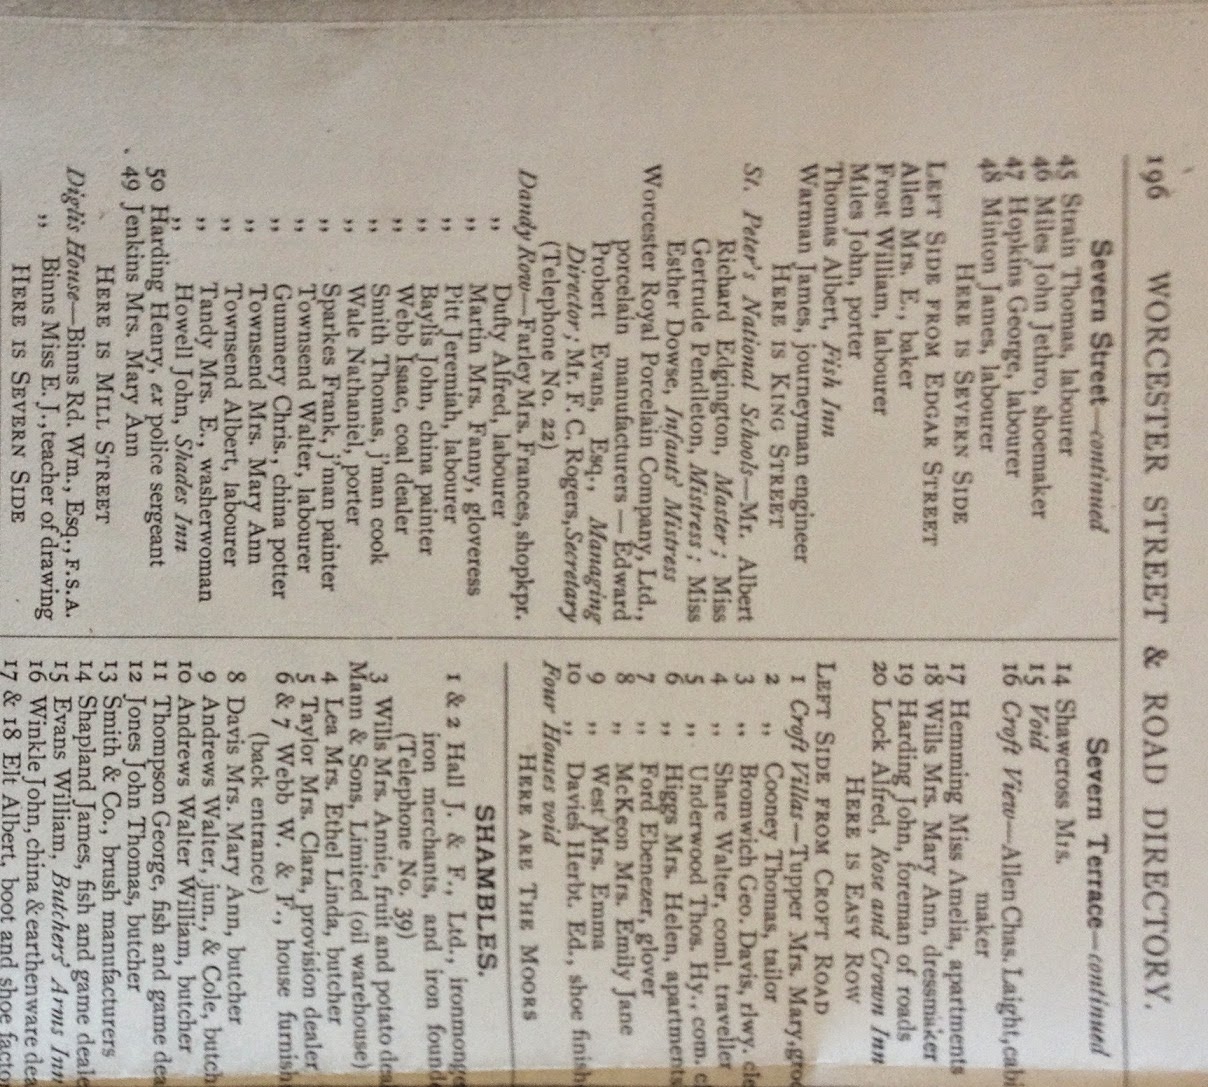 196 WORCESTER STREET & ROAD DIRECTORY.
Severn Street—continued
45 Strain Thomas, labourer
46 Miles John Jethro, shoemaker
47 Hopkins George, labourer
48 Minton James, labourer
HERE IS SEVERN SIDE
LEFT SIDE FROM EDGAR STREET
Allen Mrs. E., baker
Frost William, labourer
Miles John, porter
Thomas Albert, Fish Inn
Warman James, journeyman engineer
HERE IS KING STREET
St. Peter's National Schools—Mr. Albert
Richard Edgington, Master; Miss
Gertrude Pendleton, Mistress; Miss
Esther Dowse, Infants' Mistress
Worcester Royal Porcelain Company, Ltd.,
porcelain manufacturers — Edward
Probert Evans, Esq., Managing
Director; Mr. F. C. Rogers, Secretary
(Telephone No. 22)
Dandy Row—Farley Mrs. Frances, shopkpr.
,, Dufty Alfred, labourer
,, Martin Mrs. Fanny, gloveress
,, Pitt Jeremiah, labourer
,, Baylis John, china painter
,, Webb Isaac, coal dealer
,, Smith Thomas, j'man cook
,, Wale Nathaniel, porter
,, Sparkes Frank, j'man painter
,, Townsend Walter, labourer
,, Gummery Chris., china potter
,, Townsend Mrs. Mary Ann
,, Townsend Albert, labourer
,, Tandy Mrs. E., washerwoman
,, Howell John, Shades Inn
50 Harding Henry, ex police sergeant
49 Jenkins Mrs. Mary Ann
HERE IS MILL STREET
Diglis House—Binns Rd. Wm., Esq., F.S.A.
,, Binns Miss E. J., teacher of drawing
HERE IS SEVERN SIDE
Severn Terrace—continued
14 Shawcross Mrs.
15 Void
16 Croft View—Allen Chas. Laight, cabi
maker
17 Hemming Miss Amelia, apartments
18 Wills Mrs. Mary Ann, dressmaker
19 Harding John, foreman of roads
20 Lock Alfred, Rose and Crown Inn
HERE IS EASY ROW
LEFT SIDE FROM CROFT ROAD
1 Croft Villas—Tupper Mrs. Mary, gro
2 ,, Cooney Thomas, tailor
3 ,, Bromwich Geo. Davis, rlwy. cle
4 ,, Share Walter, coml. traveller
5 ,, Underwood Thos. Hy., com. c
6 ,, Higgs Mrs. Helen, apartments
7 ,, Ford Ebenezer, glover
8 ,, McKeon Mrs. Emily Jane
9 ,, West Mrs. Emma
10 ,, Davies Herbt. Ed., shoe finish
Four Houses void
HERE ARE THE MOORS
SHAMBLES.
1 & 2 Hall J. & F., Ltd., ironmonge
iron merchants, and iron found
(Telephone No. 39)
3 Wills Mrs. Annie, fruit and potato dea
Mann & Sons, Limited (oil warehouse)
4 Lea Mrs. Ethel Linda, butcher
5 Taylor Mrs. Clara, provision dealer
6 & 7 Webb W. & F., house furnish
(back entrance)
8 Davis Mrs. Mary Ann, butcher
9 Andrews Walter, jun., & Cole, butch
10 Andrews Walter William, butcher
11 Thompson George, fish and game dea
12 Jones John Thomas, butcher
13 Smith & Co., brush manufacturers
14 Shapland James, fish and game deale
15 Evans William, Butchers' Arms Inn
16 Winkle John, china & earthenware dea
17 & 18 Elt Albert, boot and shoe facto